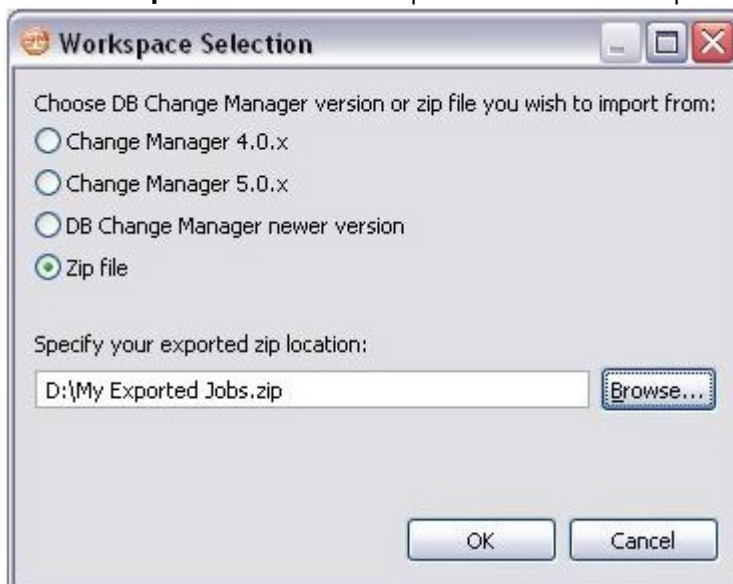 Workspace Selection
Choose DB Change Manager version or zip file you wish to import from:
Change Manager 4.0.x
Change Manager 5.0.x
DB Change Manager newer version
Zip file
Specify your exported zip location:
D:\My Exported Jobs.zip
Browse...
OK
Cancel